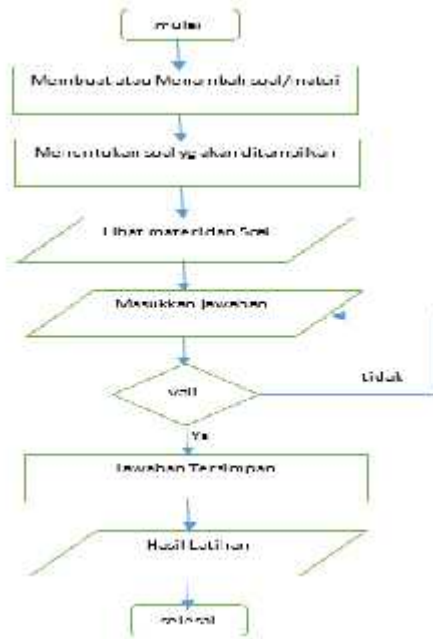 mulai
Membuat atau Menambah soal/materi
Menentukan soal yg akan ditampilkan
Lihat materi dan Soal
Masukkan Jawaban
tidak
Ya
Jawaban Tersimpan
Hasil Latihan
selesai